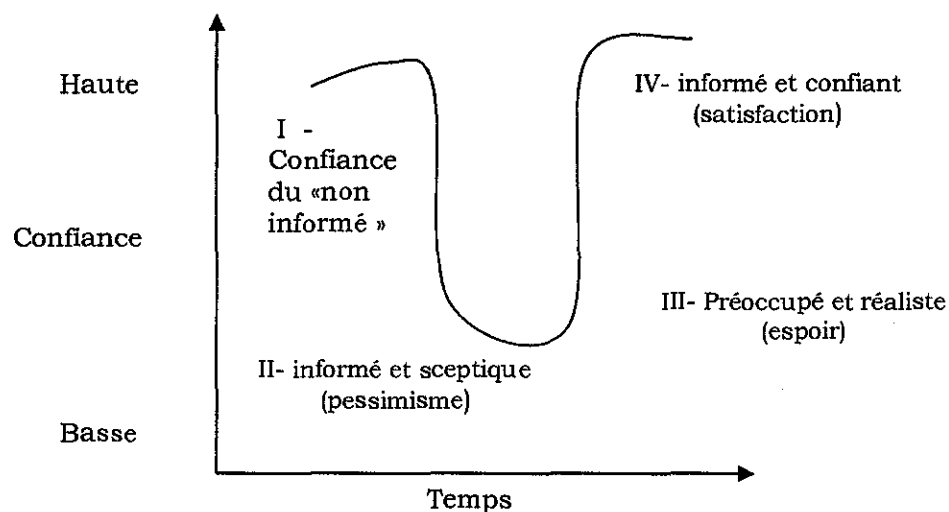 Haute
IV- informé et confiant
(satisfaction)
I -
Confiance
du «non
informé »
Confiance
III- Préoccupé et réaliste
(espoir)
II- informé et sceptique
(pessimisme)
Basse
Temps